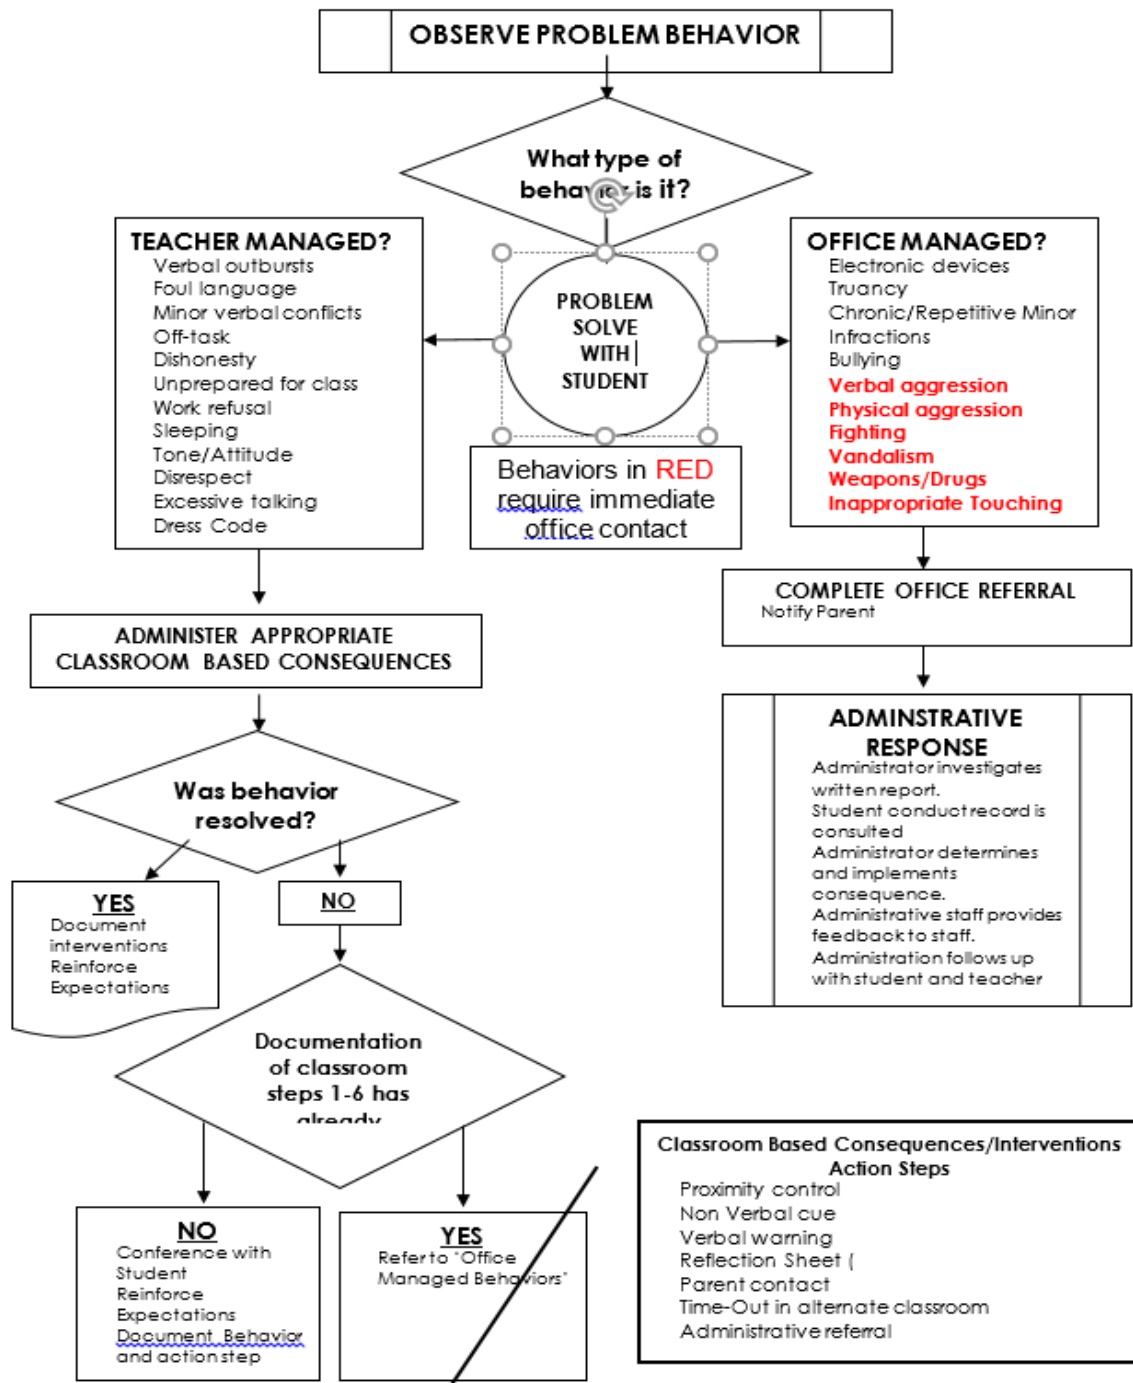 OBSERVE PROBLEM BEHAVIOR
What type of
behavior is it?
TEACHER MANAGED?
Verbal outbursts
Foul language
Minor verbal conflicts
Off-task
Dishonesty
Unprepared for class
Work refusal
Sleeping
Tone/Attitude
Disrespect
Excessive talking
Dress Code
PROBLEM
SOLVE
WITH
STUDENT
Behaviors in RED
require immediate
office contact
OFFICE MANAGED?
Electronic devices
Truancy
Chronic/Repetitive Minor
Infractions
Bullying
Verbal aggression
Physical aggression
Fighting
Vandalism
Weapons/Drugs
Inappropriate Touching
COMPLETE OFFICE REFERRAL
Notify Parent
ADMINSTRATIVE
RESPONSE
Administrator investigates
written report.
Student conduct record is
consulted
Administrator determines
and implements
consequence.
Administrative staff provides
feedback to staff.
Administration follows up
with student and teacher
ADMINISTER APPROPRIATE
CLASSROOM BASED CONSEQUENCES
Was behavior
resolved?
YES
Document
interventions
Reinforce
Expectations
NO
Documentation
of classroom
steps 1-6 has
already
NO
Conference with
Student
Reinforce
Expectations
Document Behavior
and action step
YES
Refer to "Office
Managed Behaviors"
Classroom Based Consequences/Interventions
Action Steps
Proximity control
Non Verbal cue
Verbal warning
Reflection Sheet (
Parent contact
Time-Out in alternate classroom
Administrative referral